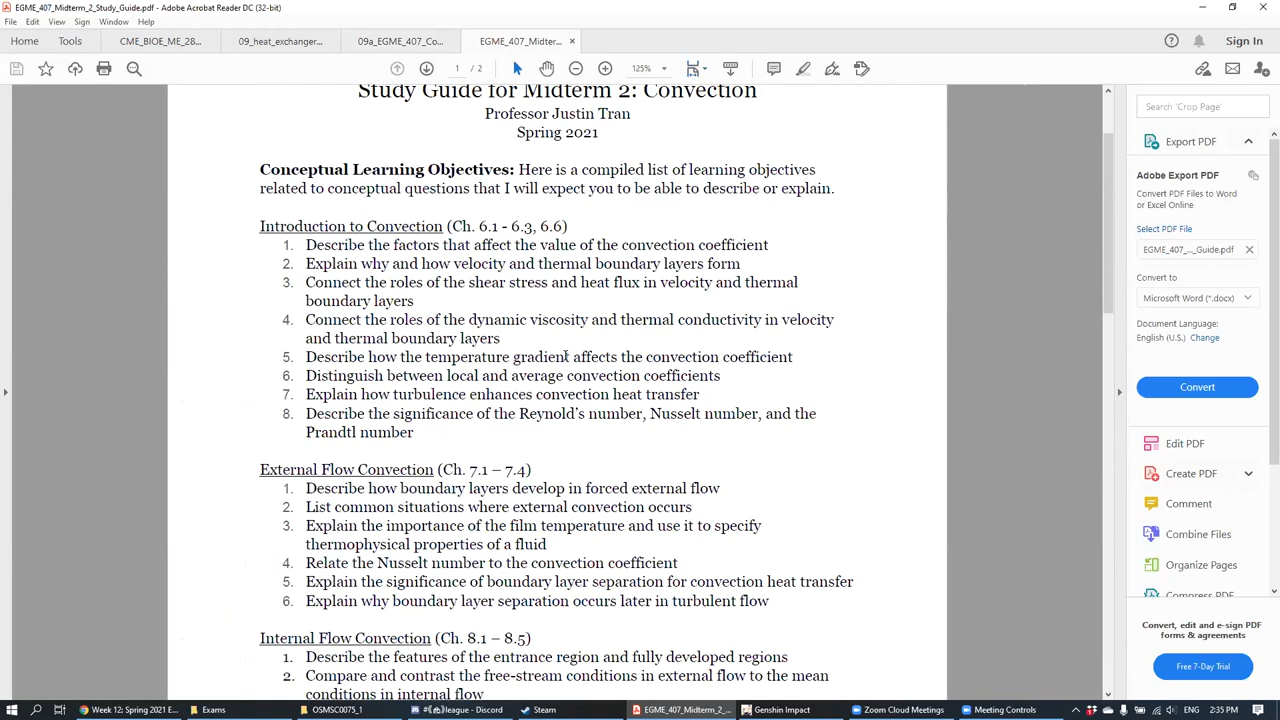 EGME_407_Midterm_2_Study_Guide.pdf - Adobe Acrobat Reader DC (32-bit)
File Edit View Sign Window Help
Home Tools CME_BIOE_ME_28... 09_heat_exchanger... 09a_EGME_407_Co... EGME_407_Midter... Sign In
1 / 2 125%
Study Guide for Midterm 2: Convection
Professor Justin Tran
Spring 2021
Conceptual Learning Objectives: Here is a compiled list of learning objectives
related to conceptual questions that I will expect you to be able to describe or explain.
Introduction to Convection (Ch. 6.1 - 6.3, 6.6)
1. Describe the factors that affect the value of the convection coefficient
2. Explain why and how velocity and thermal boundary layers form
3. Connect the roles of the shear stress and heat flux in velocity and thermal
boundary layers
4. Connect the roles of the dynamic viscosity and thermal conductivity in velocity
and thermal boundary layers
5. Describe how the temperature gradient affects the convection coefficient
6. Distinguish between local and average convection coefficients
7. Explain how turbulence enhances convection heat transfer
8. Describe the significance of the Reynold's number, Nusselt number, and the
Prandtl number
External Flow Convection (Ch. 7.1 – 7.4)
1. Describe how boundary layers develop in forced external flow
2. List common situations where external convection occurs
3. Explain the importance of the film temperature and use it to specify
thermophysical properties of a fluid
4. Relate the Nusselt number to the convection coefficient
5. Explain the significance of boundary layer separation for convection heat transfer
6. Explain why boundary layer separation occurs later in turbulent flow
Internal Flow Convection (Ch. 8.1 – 8.5)
1. Describe the features of the entrance region and fully developed regions
2. Compare and contrast the free-stream conditions in external flow to the mean
conditions in internal flow
Search 'Crop Page'
Export PDF
Adobe Export PDF
Convert PDF Files to Word
or Excel Online
Select PDF File
EGME_407_..._Guide.pdf
Convert to
Microsoft Word (*.docx)
Document Language:
English (U.S.) Change
Convert
Edit PDF
Create PDF
Comment
Combine Files
Organize Pages
Compress PDF
Convert, edit and e-sign PDF
forms & agreements
Free 7-Day Trial
Week 12; Spring 2021 E... Exams OSMSC0075_1 league - Discord Steam EGME_407_Midterm_2_... Genshin Impact Zoom Cloud Meetings Meeting Controls 2:35 PM